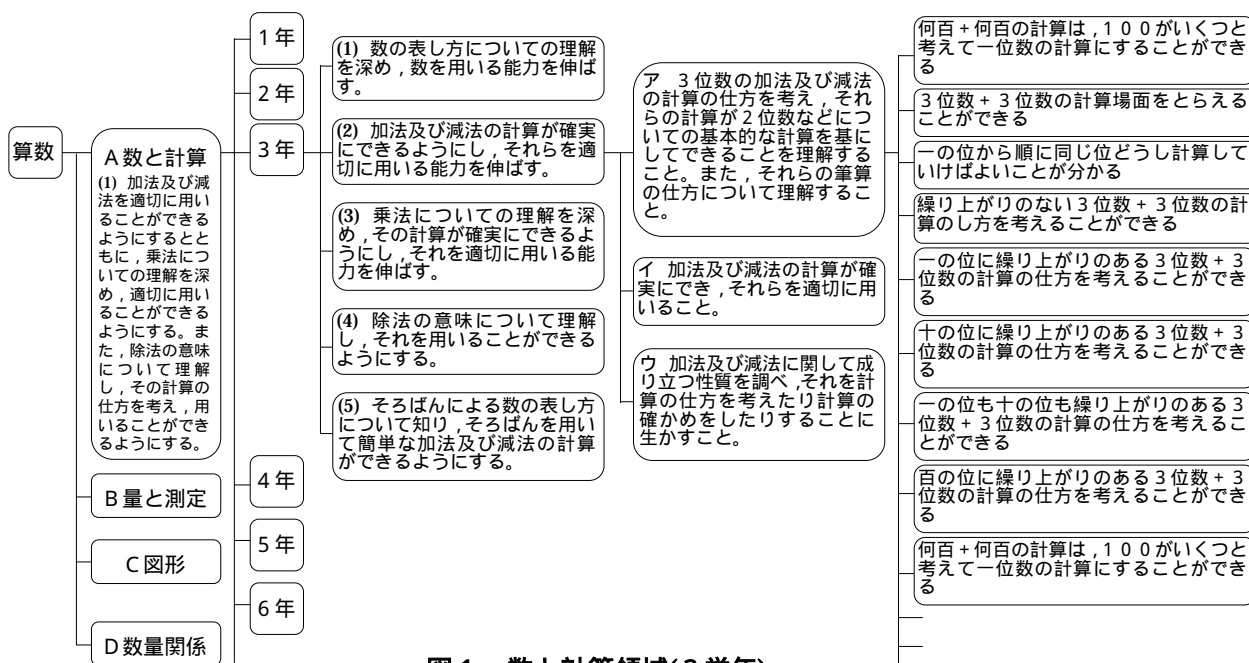 算数
A数と計算
(1) 加法及び減
法を適切に用い
ることができる
ようにするとと
もに，乗法につ
いての理解を深
め，適切に用い
ることができる
ようにする。ま
た，除法の意味
について理解
し，その計算の
仕方を考え，用
いることができ
るようにする。
B量と測定
C図形
D数量関係
1年
2年
3年
4年
5年
6年
(1) 数の表し方についての理解
を深め，数を用いる能力を伸ば
す。
(2) 加法及び減法の計算が確実
にできるようにし，それらを適
切に用いる能力を伸ばす。
(3) 乗法についての理解を深
め，その計算が確実にできるよ
うにし，それを適切に用いる能
力を伸ばす。
(4) 除法の意味について理解
し，それを用いることができる
ようにする。
(5) そろばんによる数の表し方
について知り，そろばんを用い
て簡単な加法及び減法の計算
ができるようにする。
ア 3位数の加法及び減法
の計算の仕方を考え，それ
らの計算が2位数などにつ
いての基本的な計算を基に
してできることを理解する
こと。また，それらの筆算
の仕方について理解するこ
と。
イ 加法及び減法の計算が確
実にでき，それらを適切に用
いること。
ウ 加法及び減法に関して成
り立つ性質を調べ，それを計
算の仕方を考えたり計算の
確かめをしたりすることに
生かすこと。
何百+何百の計算は，100がいくつと
考えて一位数の計算にすることができ
る
3位数+3位数の計算場面をとらえる
ことができる
一の位から順に同じ位どうし計算して
いけばよいことが分かる
繰り上がりのない3位数+3位数の計
算のし方を考えることができる
一の位に繰り上がりのある3位数+3
位数の計算の仕方を考えることができ
る
十の位に繰り上がりのある3位数+3
位数の計算の仕方を考えることができ
る
一の位も十の位も繰り上がりのある3
位数+3位数の計算の仕方を考えるこ
とができる
百の位に繰り上がりのある3位数+3
位数の計算の仕方を考えることができ
る
何百+何百の計算は，100がいくつと
考えて一位数の計算にすることができ
る
図1 数と計算領域(3学年)